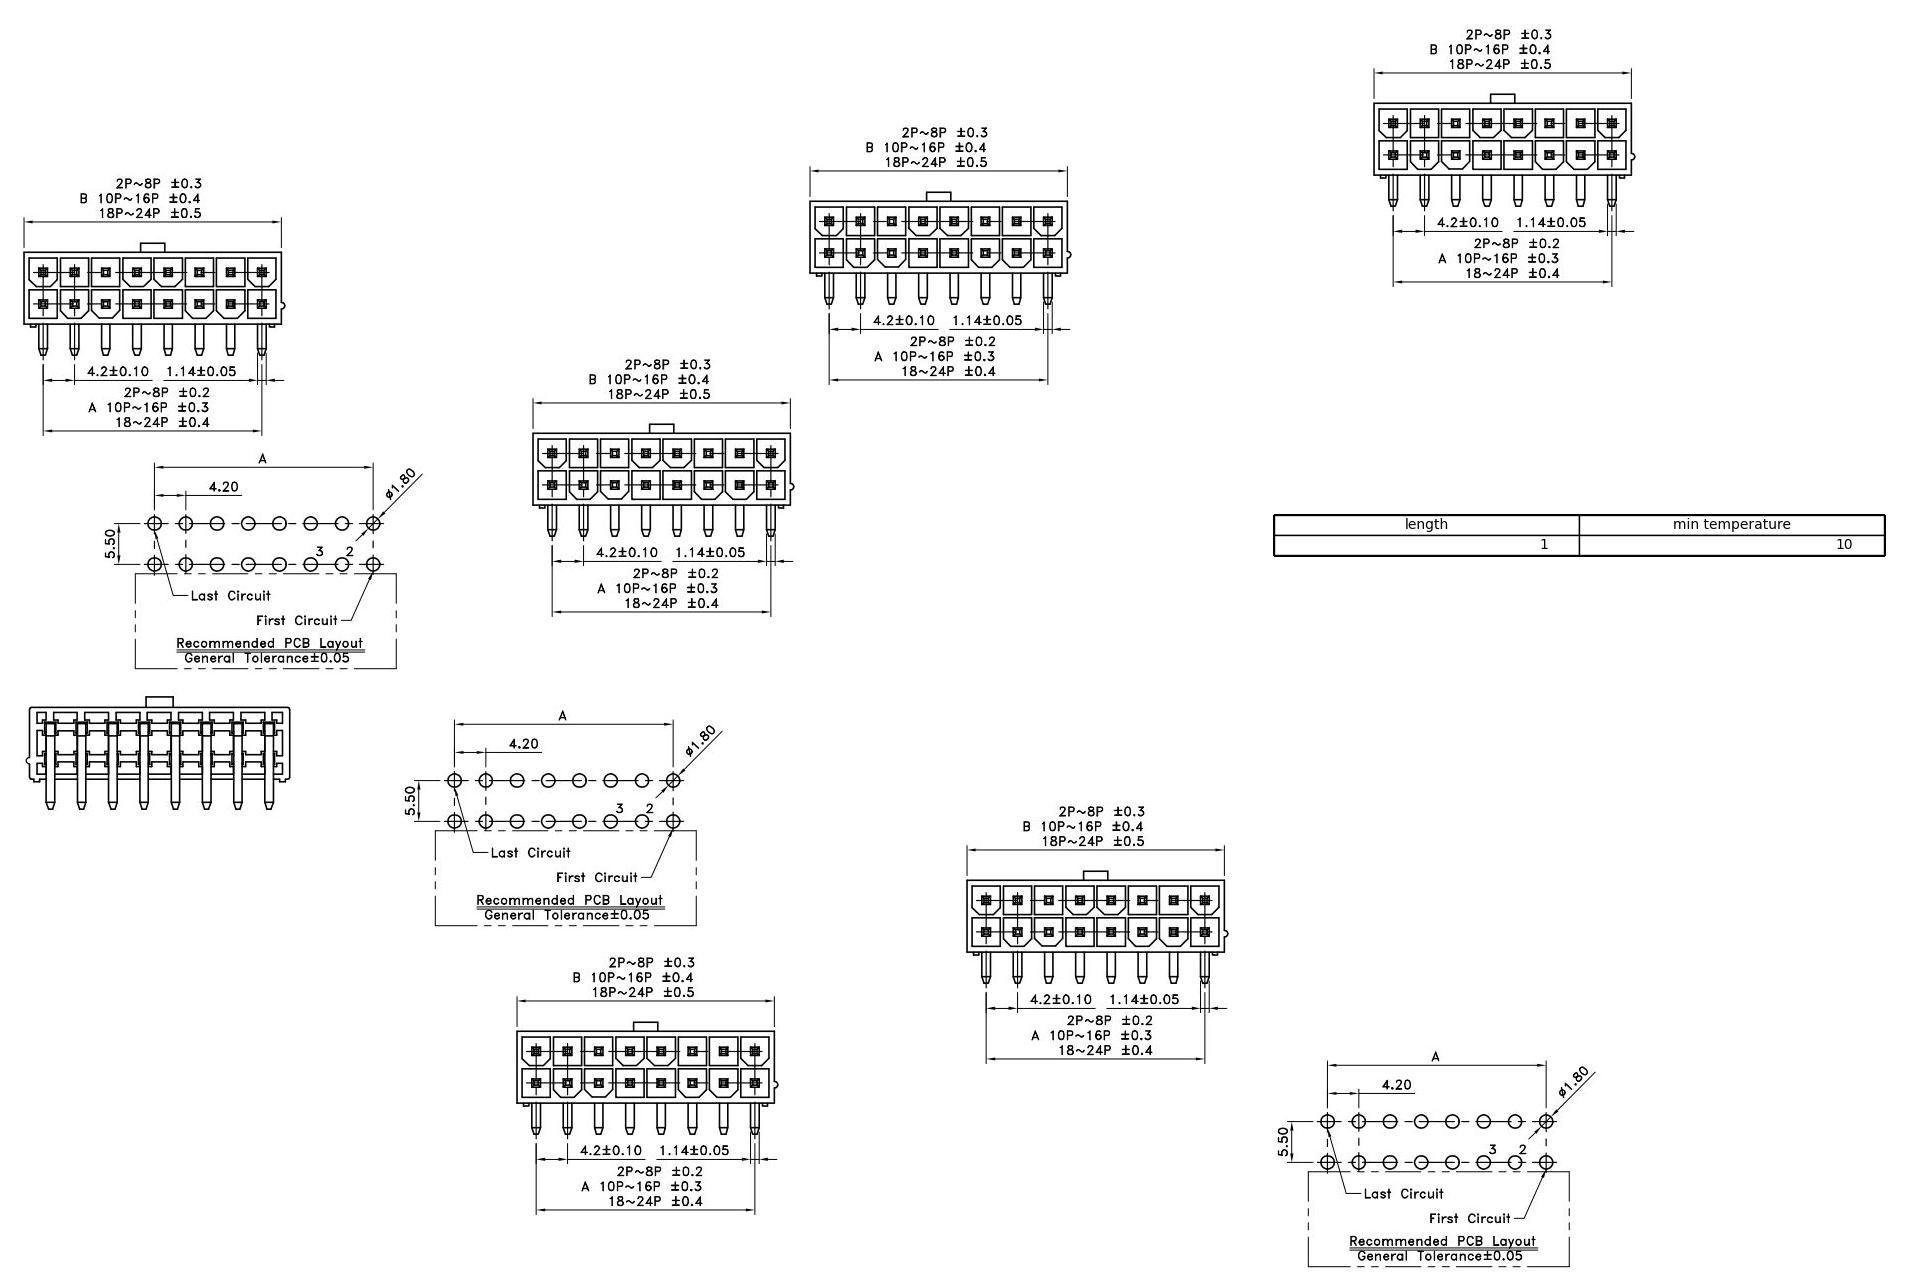 2P~8P ±0.3
B 10P~16P ±0.4
18P~24P ±0.5
4.2±0.10 1.14±0.05
2P~8P ±0.2
A 10P~16P ±0.3
18~24P ±0.4
2P~8P ±0.3
B 10P~16P ±0.4
18P~24P ±0.5
4.2±0.10 1.14±0.05
2P~8P ±0.2
A 10P~16P ±0.3
18~24P ±0.4
2P~8P ±0.3
B 10P~16P ±0.4
18P~24P ±0.5
4.2±0.10 1.14±0.05
2P~8P ±0.2
A 10P~16P ±0.3
18~24P ±0.4
2P~8P ±0.3
B 10P~16P ±0.4
18P~24P ±0.5
4.2±0.10 1.14±0.05
2P~8P ±0.2
A 10P~16P ±0.3
18~24P ±0.4
A
4.20
ø1.80
5.50
3 2
Last Circuit
First Circuit
Recommended PCB Layout
General Tolerance±0.05
length min temperature
1 10
A
4.20
ø1.80
5.50
3 2
Last Circuit
First Circuit
Recommended PCB Layout
General Tolerance±0.05
2P~8P ±0.3
B 10P~16P ±0.4
18P~24P ±0.5
4.2±0.10 1.14±0.05
2P~8P ±0.2
A 10P~16P ±0.3
18~24P ±0.4
2P~8P ±0.3
B 10P~16P ±0.4
18P~24P ±0.5
4.2±0.10 1.14±0.05
2P~8P ±0.2
A 10P~16P ±0.3
18~24P ±0.4
A
4.20
ø1.80
5.50
3 2
Last Circuit
First Circuit
Recommended PCB Layout
General Tolerance±0.05